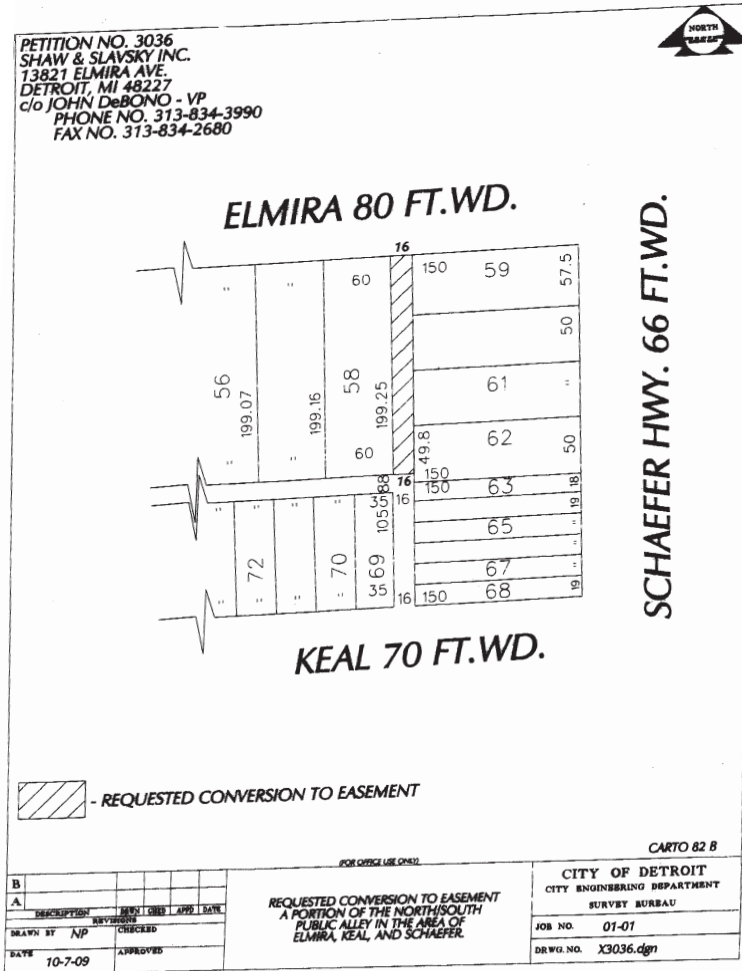 PETITION NO. 3036
SHAW & SLAVSKY INC.
13821 ELMIRA AVE.
DETROIT, MI 48227
c/o JOHN DeBONO - VP
PHONE NO. 313-834-3990
FAX NO. 313-834-2680
NORTH
ELMIRA 80 FT.WD.
SCHAEFER HWY. 66 FT.WD.
16
" " 60 150 59 57.5
50
56 199.07 199.16 58 199.25 61 "
62 50
" " 60 49.8
150
88 16 150 63 18
" " " " 35 16 19
105 65 "
"
72 70 69 67 "
" " " " 35 16 150 68 19
KEAL 70 FT.WD.
- REQUESTED CONVERSION TO EASEMENT
CARTO 82 B
(FOR OFFICE USE ONLY)
B
A
DESCRIPTION DRWN CHKD APPD DATE
REVISIONS
DRAWN BY NP CHECKED
DATE 10-7-09 APPROVED
REQUESTED CONVERSION TO EASEMENT
A PORTION OF THE NORTH/SOUTH
PUBLIC ALLEY IN THE AREA OF
ELMIRA, KEAL, AND SCHAEFER.
CITY OF DETROIT
CITY ENGINEERING DEPARTMENT
SURVEY BUREAU
JOB NO. 01-01
DRWG. NO. X3036.dgn